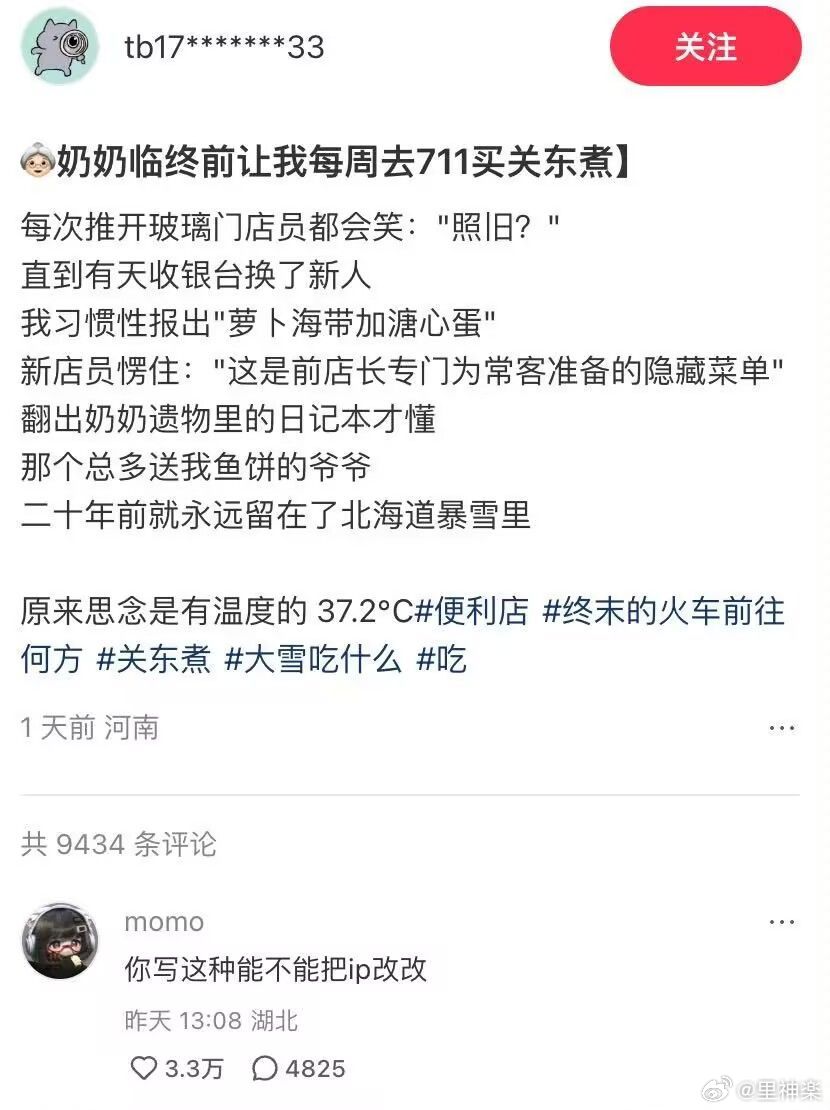 tb17*******33
关注
👵🏻奶奶临终前让我每周去711买关东煮】
每次推开玻璃门店员都会笑："照旧？"
直到有天收银台换了新人
我习惯性报出"萝卜海带加溏心蛋"
新店员愣住："这是前店长专门为常客准备的隐藏菜单"
翻出奶奶遗物里的日记本才懂
那个总多送我鱼饼的爷爷
二十年前就永远留在了北海道暴雪里
原来思念是有温度的 37.2°C#便利店 #终末的火车前往
何方 #关东煮 #大雪吃什么 #吃
1 天前 河南
共 9434 条评论
momo
你写这种能不能把ip改改
昨天 13:08 湖北
3.3万 4825
@里神楽